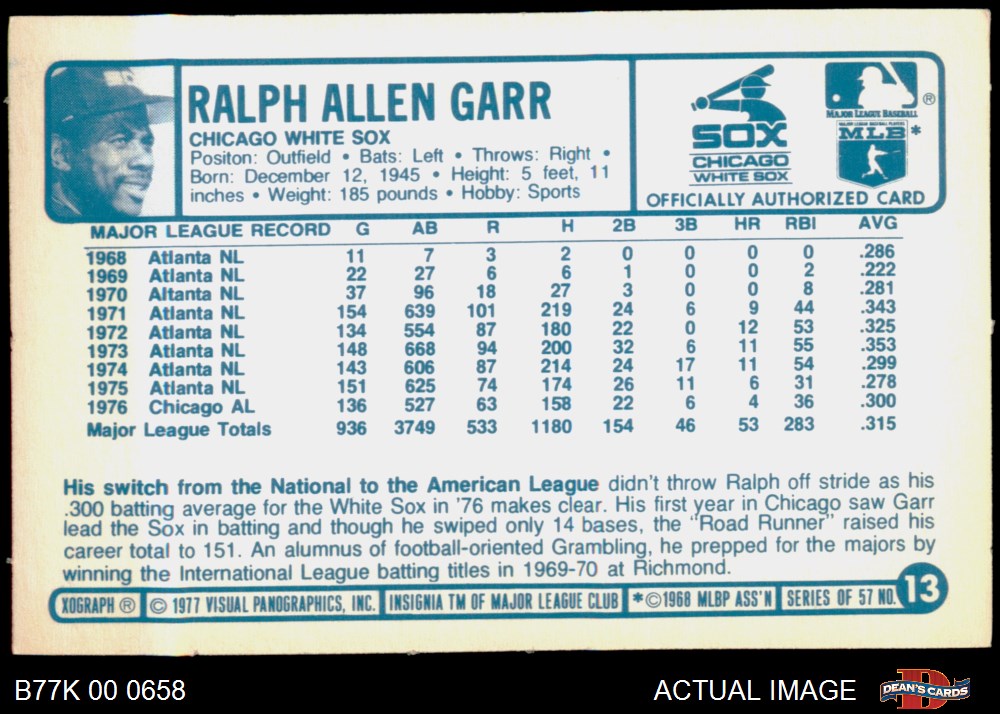 RALPH ALLEN GARR
CHICAGO WHITE SOX
Positon: Outfield • Bats: Left • Throws: Right •
Born: December 12, 1945 • Height: 5 feet, 11
inches • Weight: 185 pounds • Hobby: Sports
SOX
CHICAGO
WHITE SOX
®
MAJOR LEAGUE BASEBALL
MAJOR LEAGUE BASEBALL PLAYERS
MLB *
OFFICIALLY AUTHORIZED CARD
MAJOR LEAGUE RECORD G AB R H 2B 3B HR RBI AVG
1968 Atlanta NL 11 7 3 2 0 0 0 0 .286
1969 Atlanta NL 22 27 6 6 1 0 0 2 .222
1970 Altanta NL 37 96 18 27 3 0 0 8 .281
1971 Atlanta NL 154 639 101 219 24 6 9 44 .343
1972 Atlanta NL 134 554 87 180 22 0 12 53 .325
1973 Atlanta NL 148 668 94 200 32 6 11 55 .353
1974 Atlanta NL 143 606 87 214 24 17 11 54 .299
1975 Atlanta NL 151 625 74 174 26 11 6 31 .278
1976 Chicago AL 136 527 63 158 22 6 4 36 .300
Major League Totals 936 3749 533 1180 154 46 53 283 .315
His switch from the National to the American League didn't throw Ralph off stride as his
.300 batting average for the White Sox in '76 makes clear. His first year in Chicago saw Garr
lead the Sox in batting and though he swiped only 14 bases, the "Road Runner" raised his
career total to 151. An alumnus of football-oriented Grambling, he prepped for the majors by
winning the International League batting titles in 1969-70 at Richmond.
XOGRAPH ® © 1977 VISUAL PANOGRAPHICS, INC. INSIGNIA TM OF MAJOR LEAGUE CLUB *©1968 MLBP ASS'N SERIES OF 57 NO. 13
B77K 00 0658 ACTUAL IMAGE DEAN'S CARDS